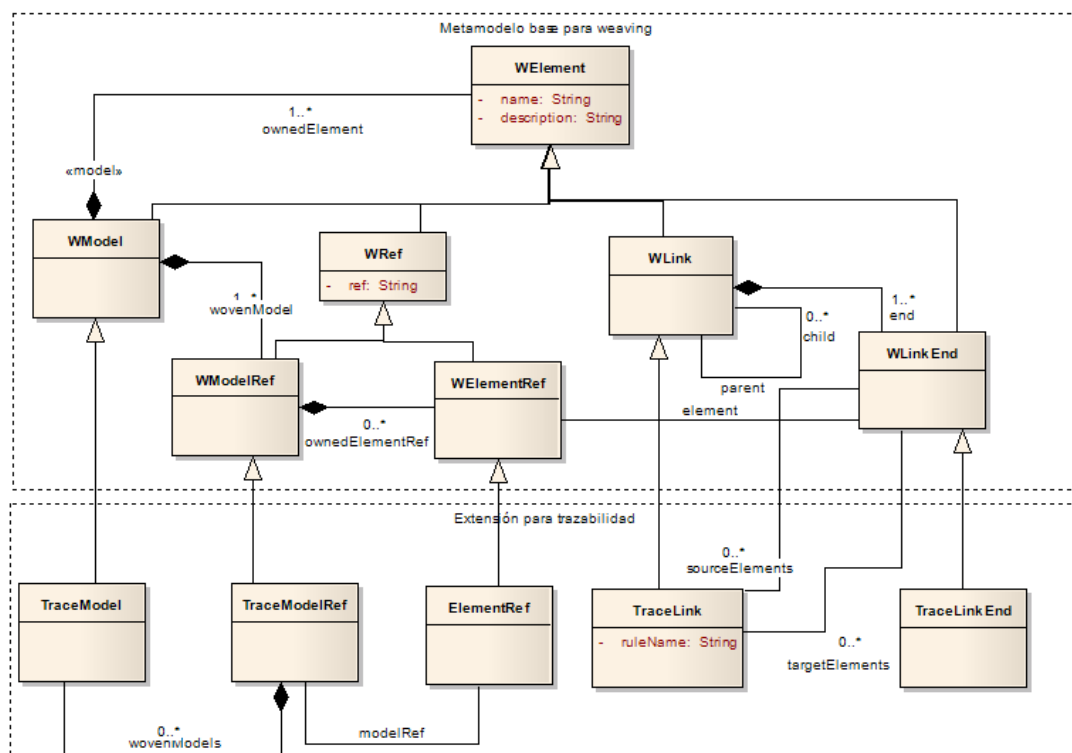 Metamodelo base para weaving
WElement
- name: String
- description: String
1..*
ownedElement
«model»
WModel
WRef
- ref: String
WLink
1..*
wovenModel
0..*
child
1..*
end
WModelRef
WElementRef
WLinkEnd
parent
element
0..*
ownedElementRef
Extensión para trazabilidad
0..*
sourceElements
TraceModel
TraceModelRef
ElementRef
TraceLink
- ruleName: String
TraceLinkEnd
0..*
targetElements
0..*
wovenModels
modelRef